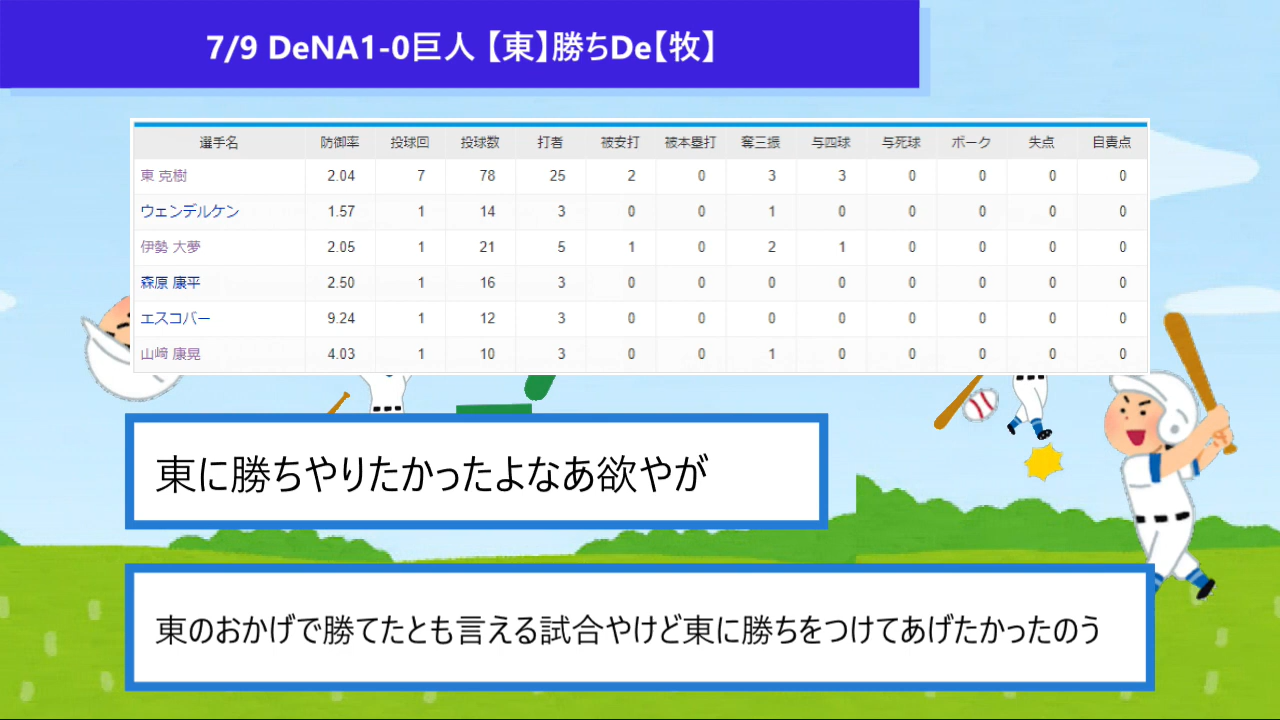 7/9 DeNA1-0巨人【東】勝ちDe【牧】
選手名 防御率 投球回 投球数 打者 被安打 被本塁打 奪三振 与四球 与死球 ボーク 失点 自責点
東 克樹 2.04 7 78 25 2 0 3 3 0 0 0 0
ウェンデルケン 1.57 1 14 3 0 0 1 0 0 0 0 0
伊勢 大夢 2.05 1 21 5 1 0 2 1 0 0 0 0
森原 康平 2.50 1 16 3 0 0 0 0 0 0 0 0
エスコバー 9.24 1 12 3 0 0 0 0 0 0 0 0
山﨑 康晃 4.03 1 10 3 0 0 1 0 0 0 0 0
東に勝ちやりたかったよなあ欲やが
東のおかげで勝てたとも言える試合やけど東に勝ちをつけてあげたかったのう